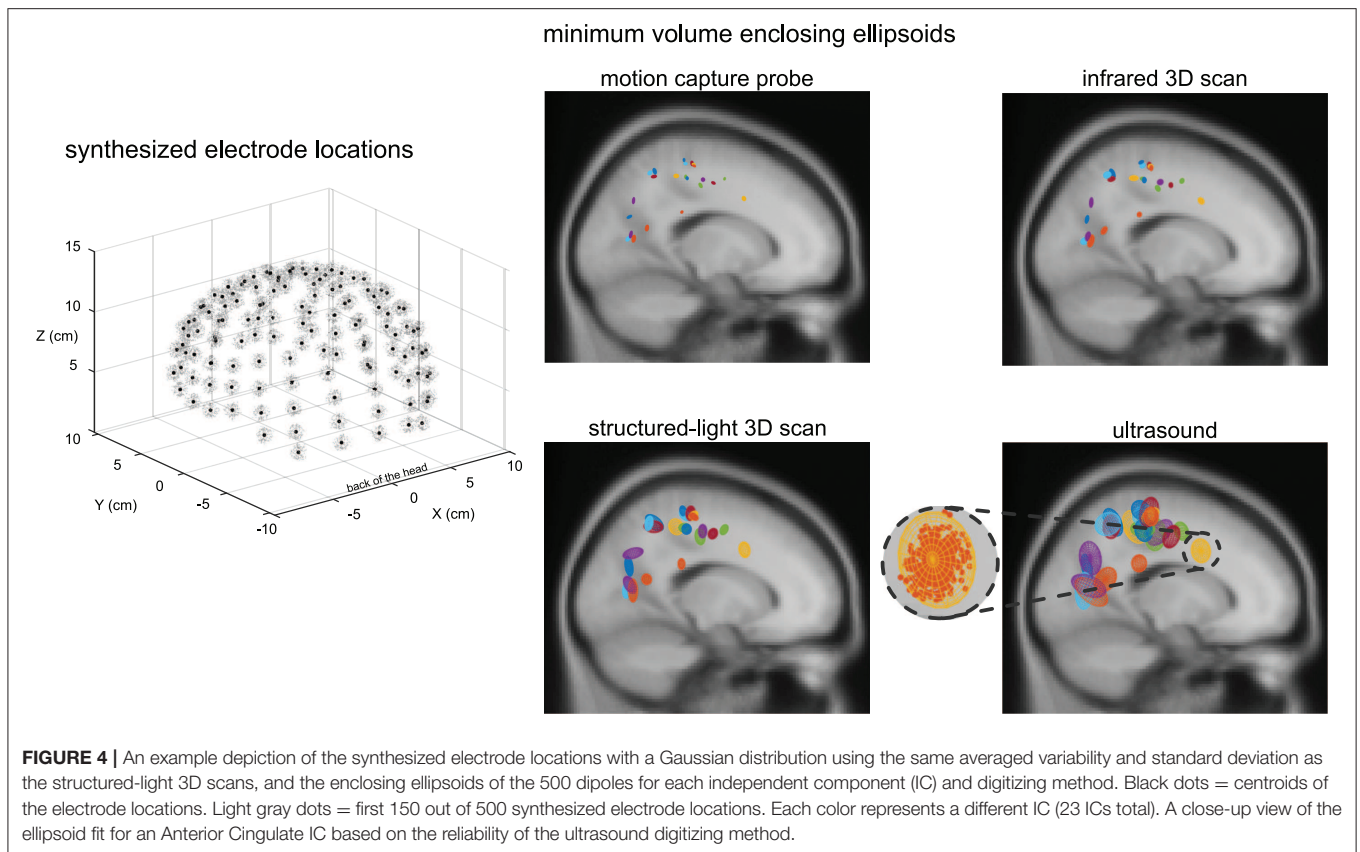 minimum volume enclosing ellipsoids
motion capture probe
infrared 3D scan
synthesized electrode locations
15
10
Z (cm)
5
10
5
0
Y (cm)
-5
-10
back of the head
-5
0
X (cm)
5
10
structured-light 3D scan
ultrasound
FIGURE 4 | An example depiction of the synthesized electrode locations with a Gaussian distribution using the same averaged variability and standard deviation as
the structured-light 3D scans, and the enclosing ellipsoids of the 500 dipoles for each independent component (IC) and digitizing method. Black dots = centroids of
the electrode locations. Light gray dots = first 150 out of 500 synthesized electrode locations. Each color represents a different IC (23 ICs total). A close-up view of the
ellipsoid fit for an Anterior Cingulate IC based on the reliability of the ultrasound digitizing method.